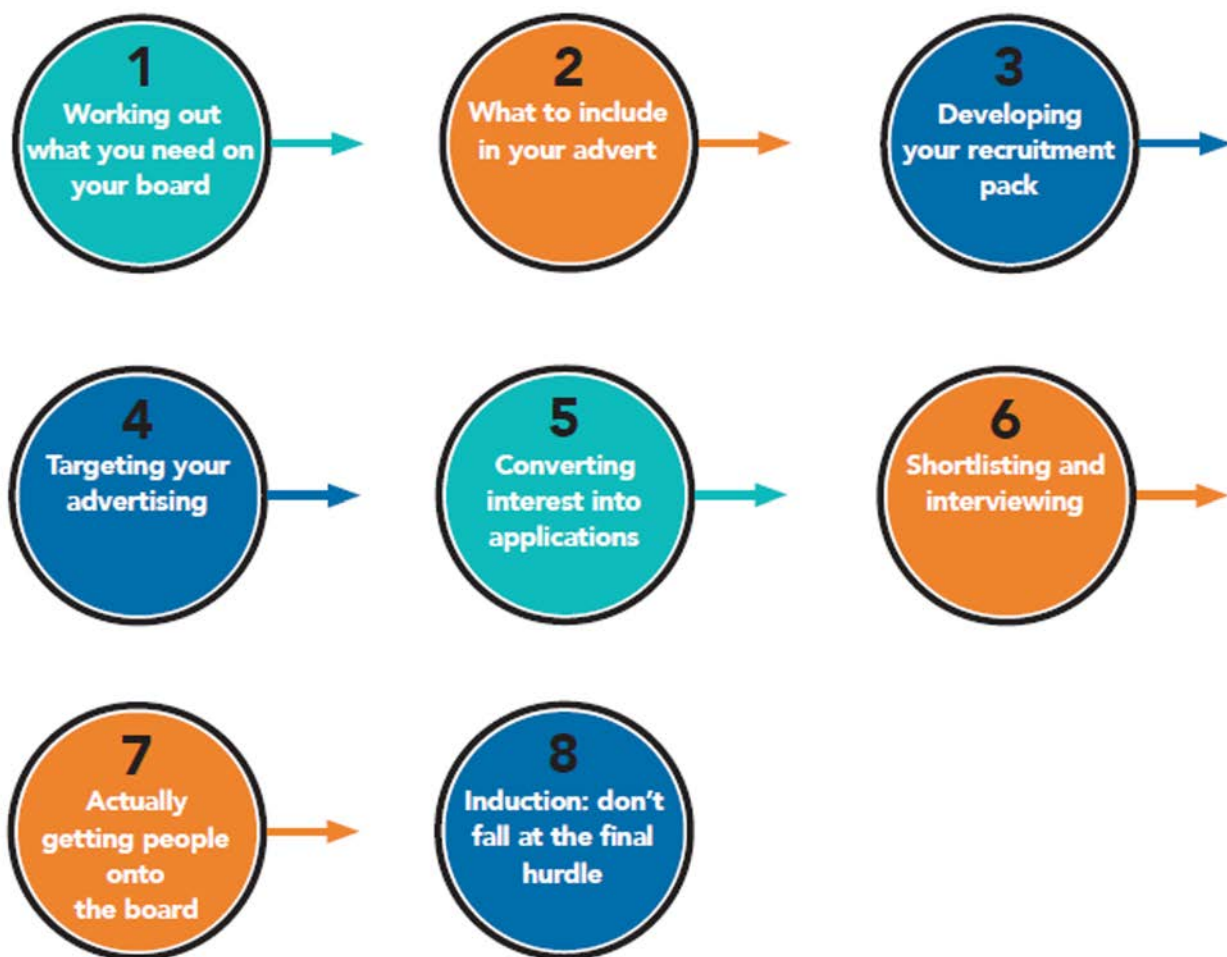 1
Working out
what you need on
your board
2
What to include
in your advert
3
Developing
your recruitment
pack
4
Targeting your
advertising
5
Converting
interest into
applications
6
Shortlisting and
interviewing
7
Actually
getting people
onto
the board
8
Induction: don’t
fall at the final
hurdle